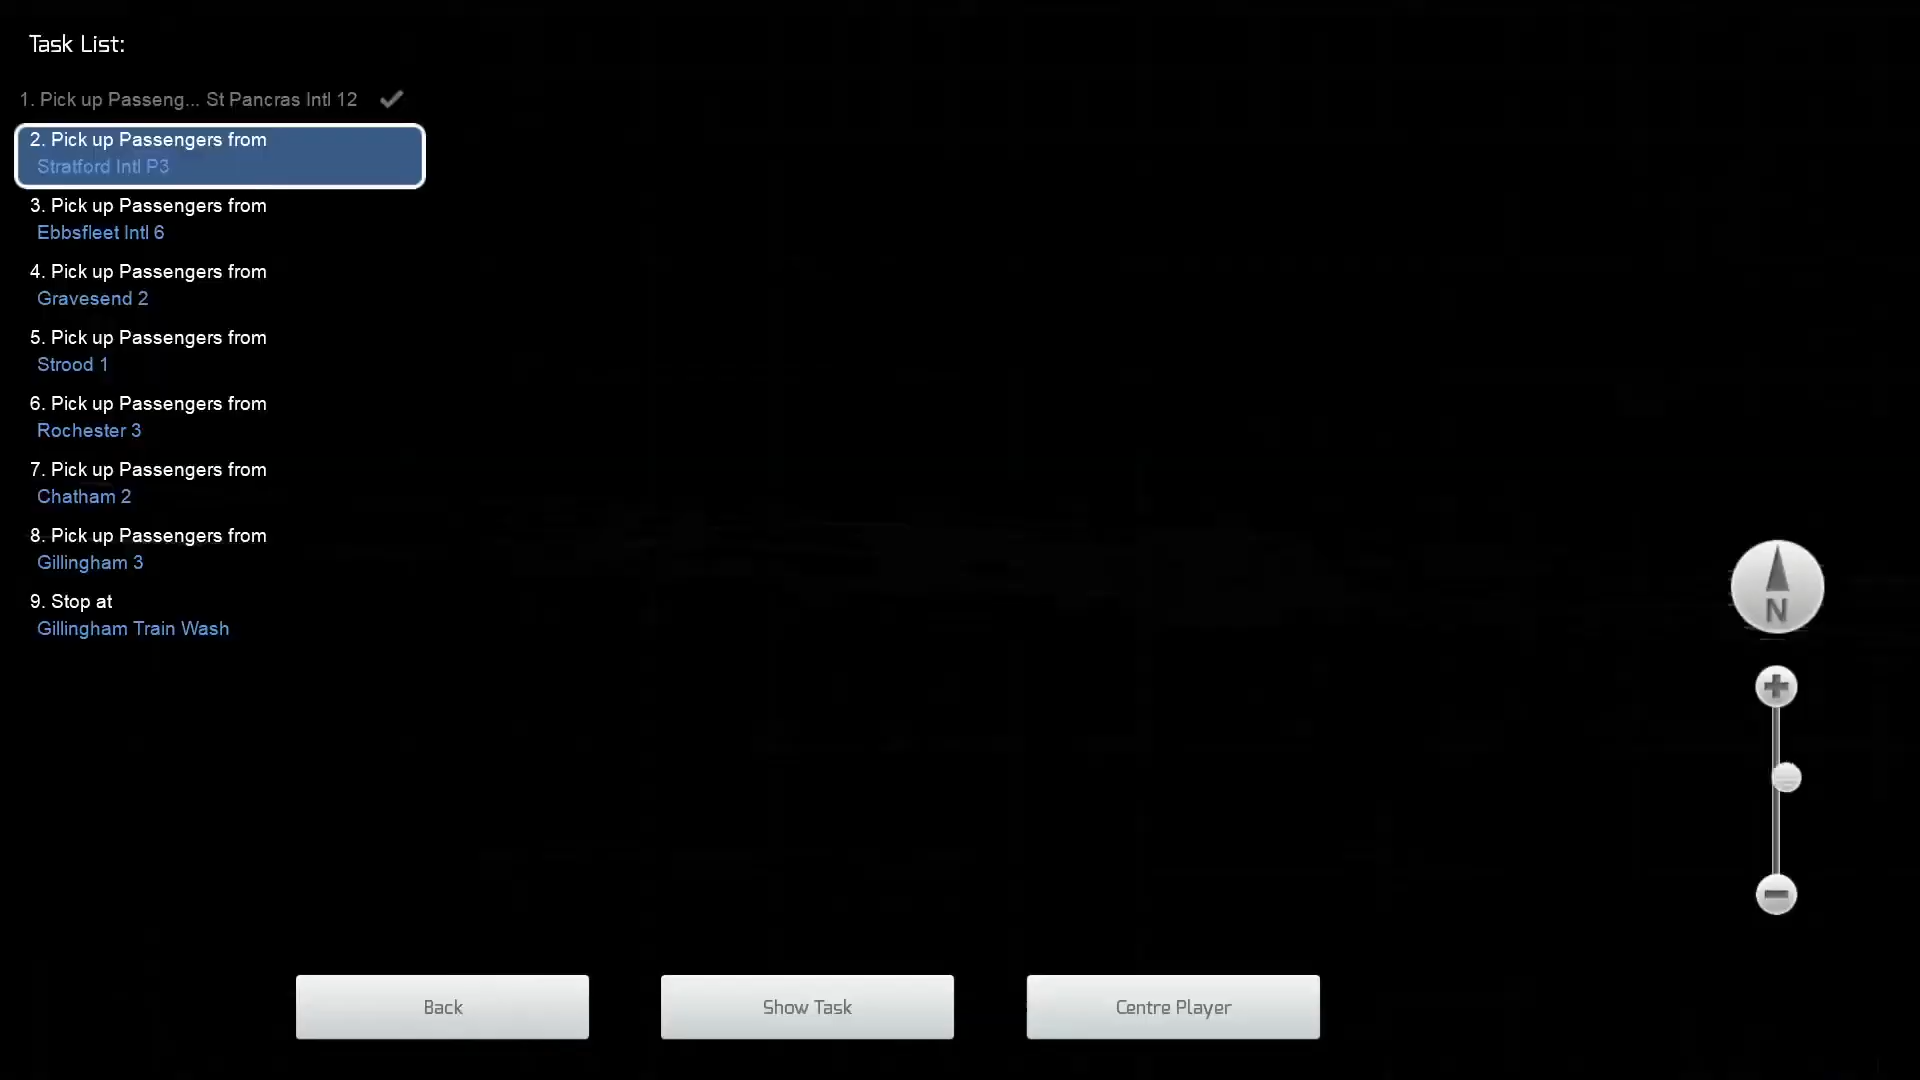 Task List:
1. Pick up Passeng... St Pancras Intl 12
2. Pick up Passengers from
Stratford Intl P3
3. Pick up Passengers from
Ebbsfleet Intl 6
4. Pick up Passengers from
Gravesend 2
5. Pick up Passengers from
Strood 1
6. Pick up Passengers from
Rochester 3
7. Pick up Passengers from
Chatham 2
8. Pick up Passengers from
Gillingham 3
9. Stop at
Gillingham Train Wash
N
Back
Show Task
Centre Player